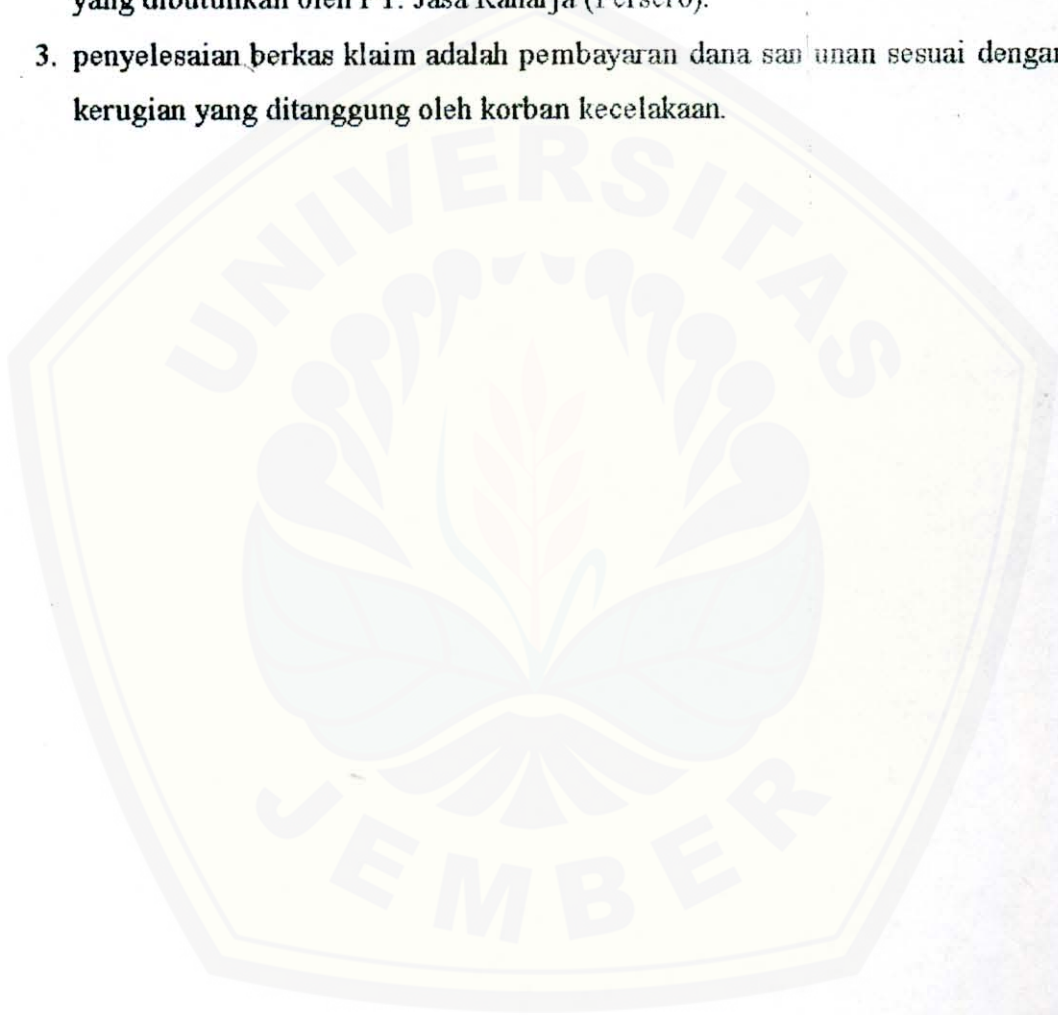 yang dibutuhkan oleh PT. Jasa Raharja (Persero).
3. penyelesaian berkas klaim adalah pembayaran dana san unan sesuai dengan
kerugian yang ditanggung oleh korban kecelakaan.
UNIVERSITAS
JEMBER